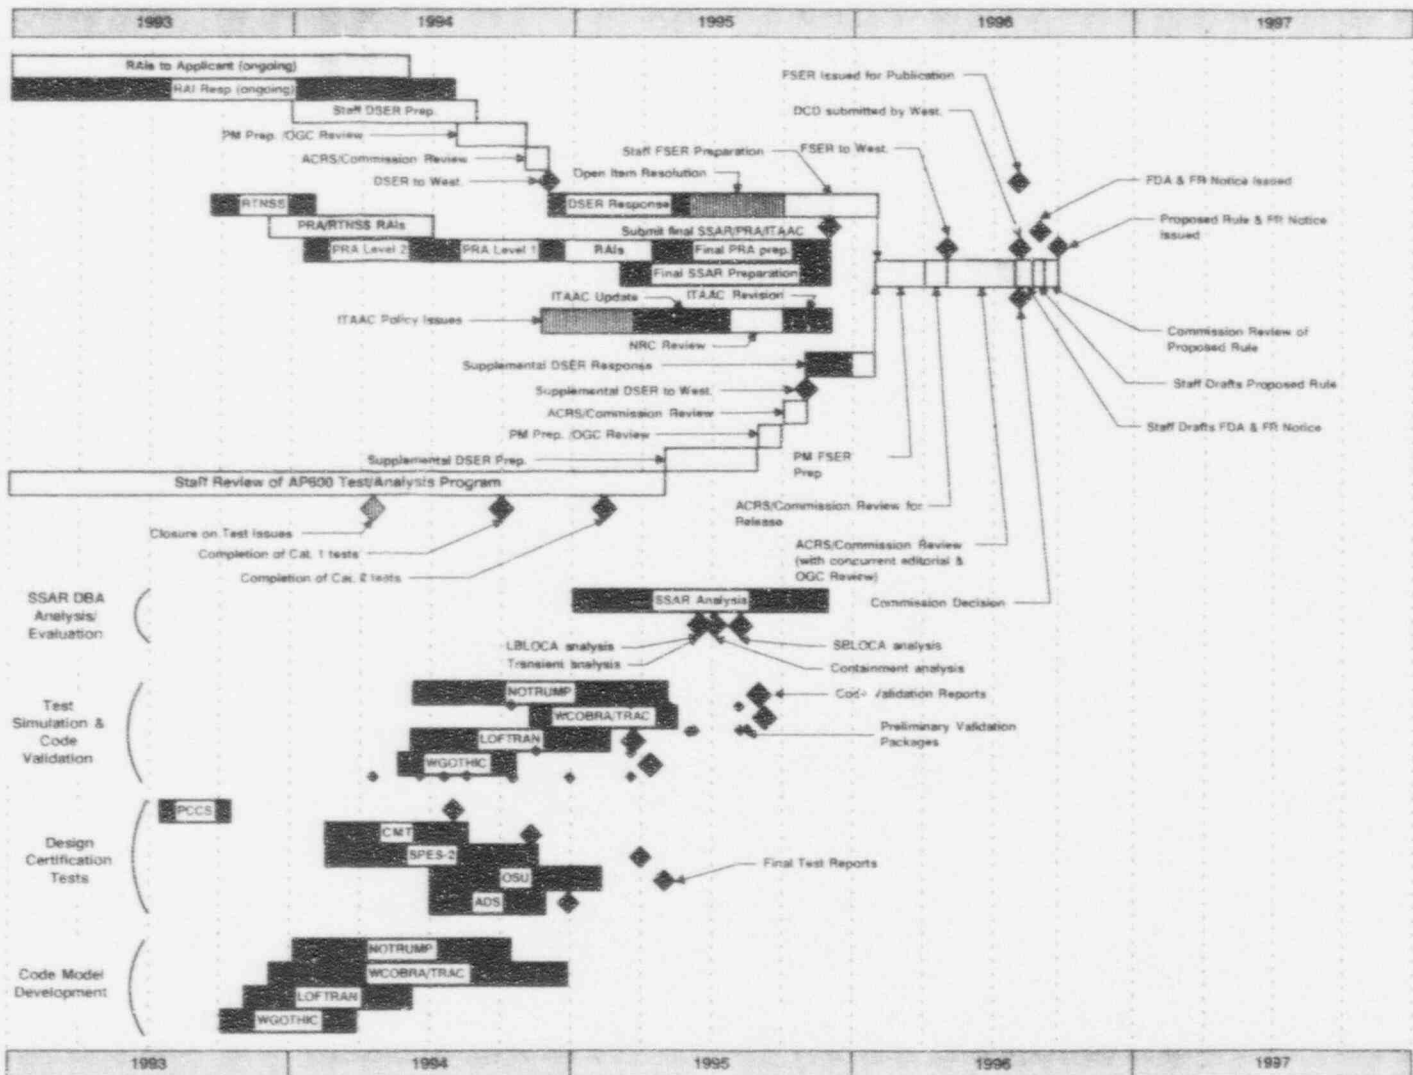 1993 1994 1995 1996 1997
RAIs to Applicant (ongoing)
RAI Resp (ongoing)
Staff DSER Prep.
PM Prep./OGC Review
ACRS/Commission Review
DSER to West.
Staff FSER Preparation
Open Item Resolution
FSER Issued for Publication
DCD submitted by West.
FSER to West.
FDA & FR Notice Issued
Proposed Rule & FR Notice
Issued
RTNSS
DSER Response
PRA/RTNSS RAIs
Submit final SSAR/PRA/ITAAC
PRA Level 2
PRA Level 1
RAIs
Final PRA prep.
Final SSAR Preparation
ITAAC Update
ITAAC Revision
ITAAC Policy Issues
NRC Review
Commission Review of
Proposed Rule
Supplemental DSER Response
Supplemental DSER to West.
Staff Drafts Proposed Rule
ACRS/Commission Review
Staff Drafts FDA & FR Notice
PM Prep. /OGC Review
PM FSER
Prep
Supplemental DSER Prep.
Staff Review of AP600 Test/Analysis Program
ACRS/Commission Review for
Release
Closure on Test Issues
Completion of Cat. 1 tests
Completion of Cat. 2 tests
ACRS/Commission Review
(with concurrent editorial &
OGC Review)
Commission Decision
SSAR DBA
Analysis/
Evaluation
SSAR Analysis
LBLOCA analysis
Transient analysis
SBLOCA analysis
Containment analysis
Test
Simulation &
Code
Validation
NOTRUMP
WCOBRA/TRAC
LOFTRAN
WGOTHIC
Code Validation Reports
Preliminary Validation
Packages
Design
Certification
Tests
PCCS
CMT
SPES-2
OSU
ADS
Final Test Reports
Code Model
Development
NOTRUMP
WCOBRA/TRAC
LOFTRAN
WGOTHIC
1993 1994 1995 1996 1997